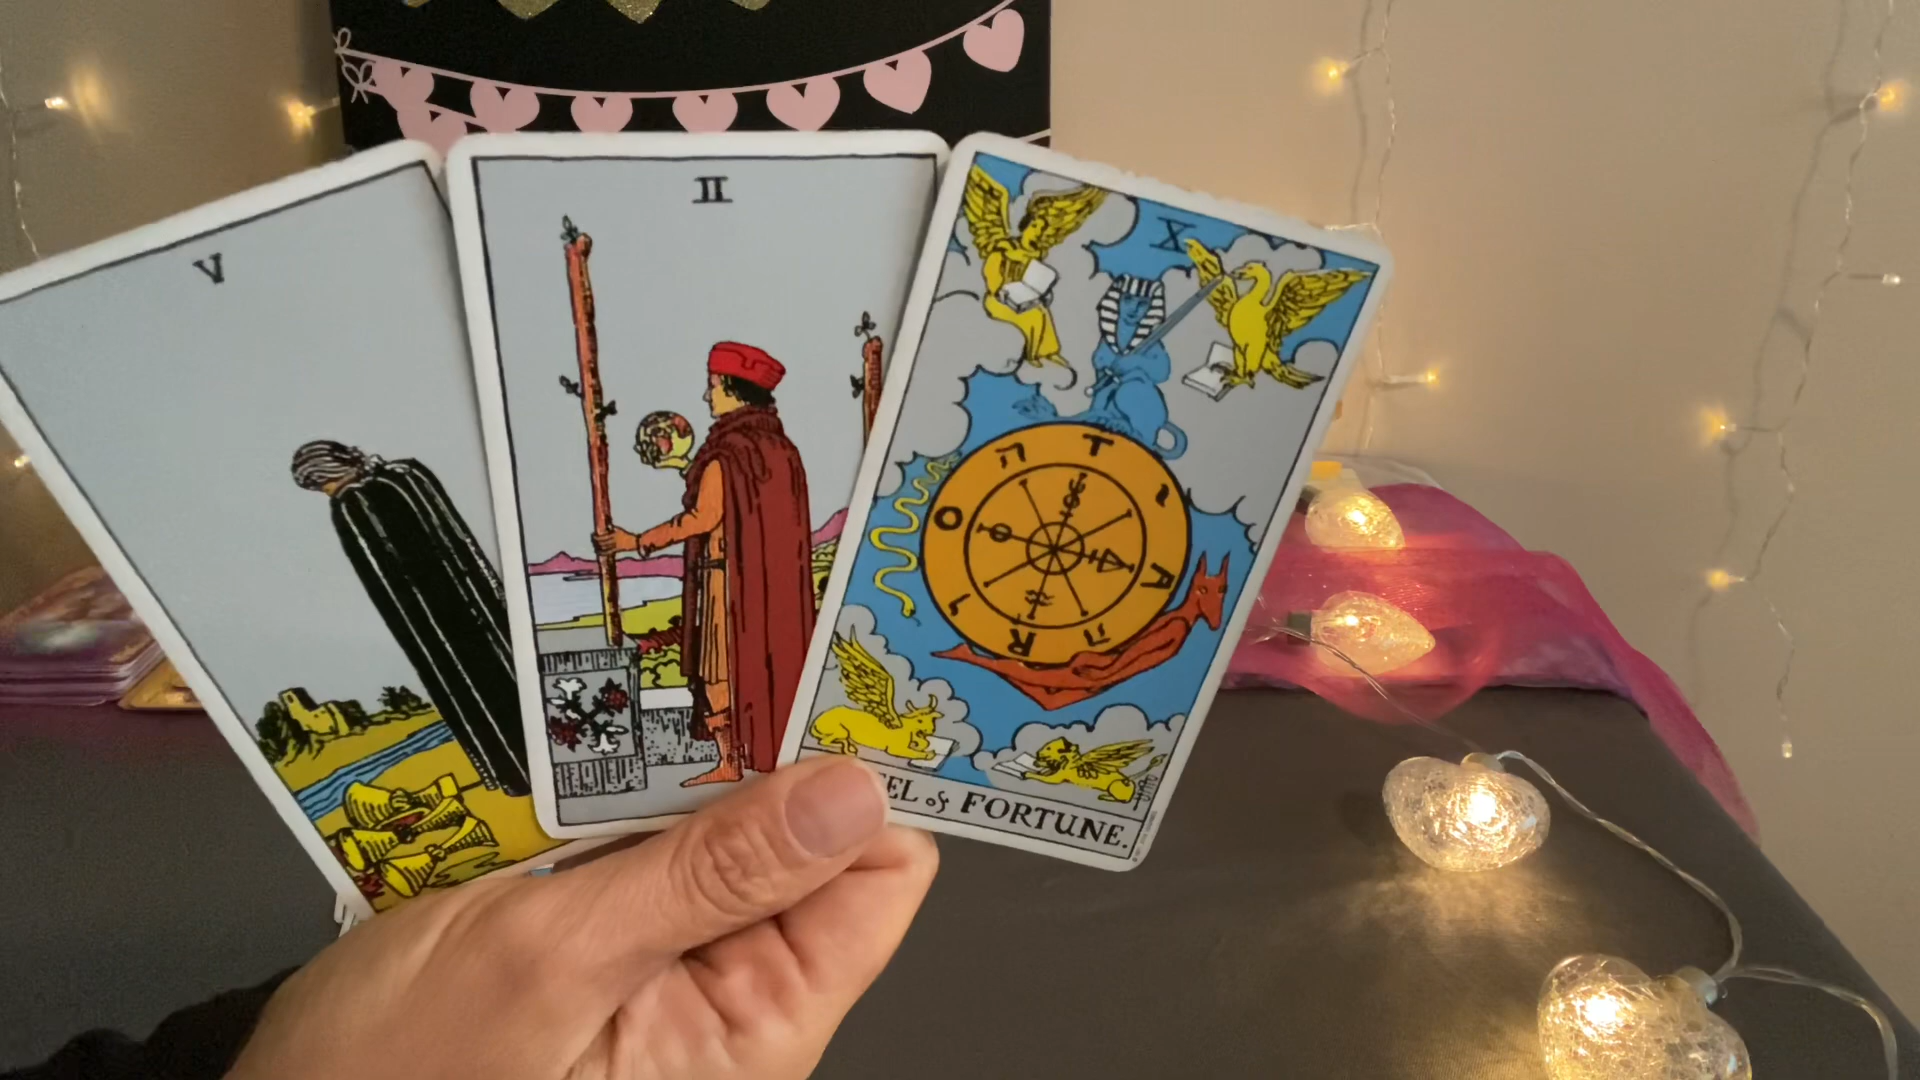 V
II
X
T
A
R
O
ה
ו
ה
י
EL of FORTUNE.